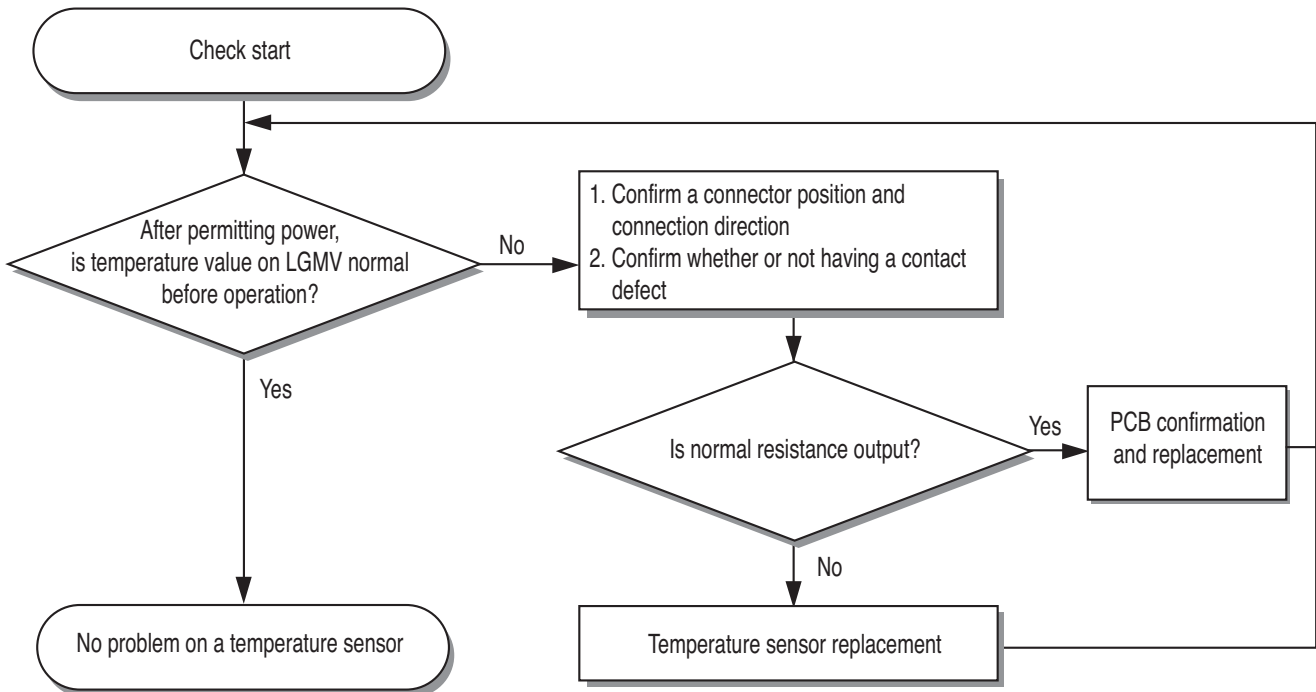 Check start
After permitting power,
is temperature value on LGMV normal
before operation?
No
1. Confirm a connector position and
connection direction
2. Confirm whether or not having a contact
defect
Yes
Is normal resistance output?
Yes
PCB confirmation
and replacement
No
No problem on a temperature sensor
Temperature sensor replacement